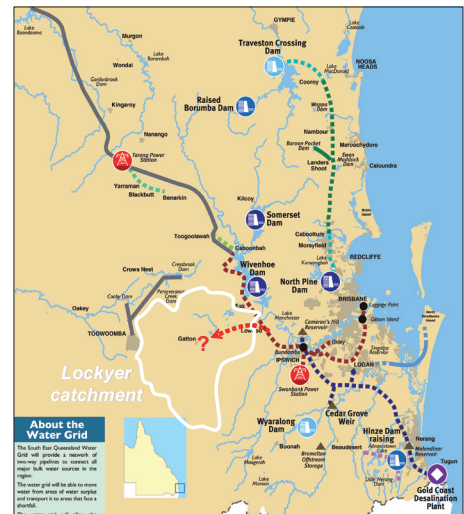 GYMPIE
Lake
Boondooma
Murgon
Lake
Barambah
Wondai
Gordonbrook
Dam
Kingaroy
Nanango
Traveston Crossing
Dam
Lake
Macdonald
NOOSA
HEADS
Cooroy
Raised
Borumba Dam
Wappa
Dam
Nambour
Maroochydore
Baroon Pocket
Dam
Landers
Shoot
Ewen
Maddock
Dam
Caloundra
Tarong Power
Station
Yarraman
Blackbutt
Benarkin
Kilcoy
Somerset
Dam
Caboolture
Morayfield
Toogoolawah
Caboonbah
Lake
Kurwongbah
REDCLIFFE
Wivenhoe
Dam
North Pine
Dam
Crows Nest
Cressbrook
Dam
Perseverance
Creek
Dam
Cooby Dam
Oakey
TOOWOOMBA
BRISBANE
Luggage Point
Gibson Island
Lake
Manchester
Cameron's Hill
Reservoir
Gatton
?
Bundamba
IPSWICH
Oxley
LOGAN
Swanbank Power
Station
Lockyer
catchment
Cedar Grove
Weir
Wyaralong
Dam
Boonah
Beaudesert
Bromelton
Offstream
Storage
Lake
Moogerah
Lake
Maroon
Hinze Dam
raising
Advancetown
Lake
Little Nerang
Dam
Nerang
Molendinar
Reservoir
Tugun
Gold Coast
Desalination
Plant
About the
Water Grid
The South East Queensland Water
Grid will provide a network of
two-way pipelines to connect all
major bulk water sources in the
region.
The water grid will be able to move
water from areas of water surplus
and transport it to areas that face a
shortfall.